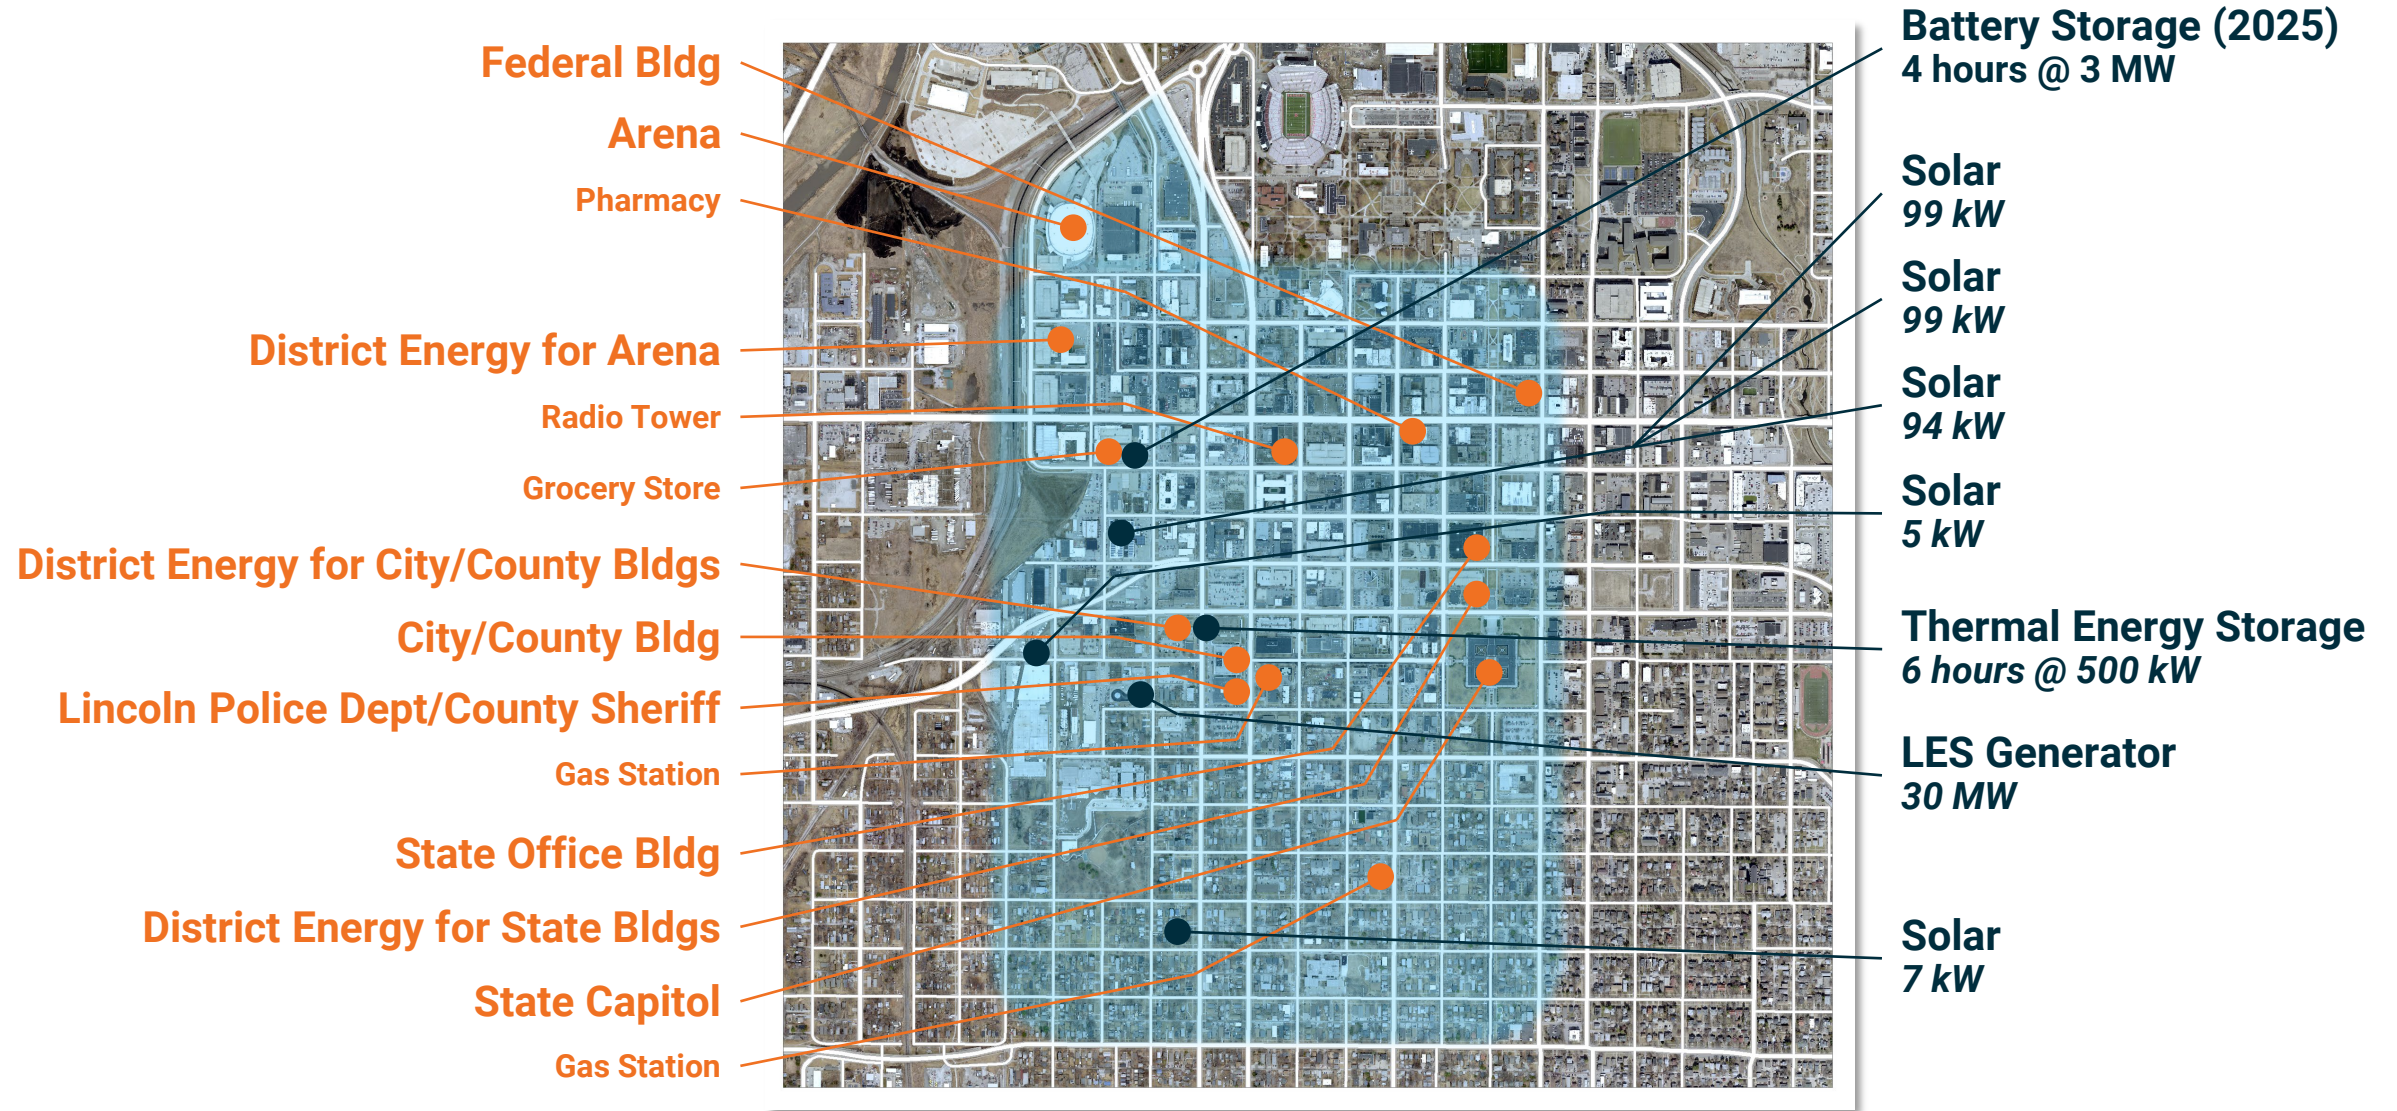 Federal Bldg
Arena
Pharmacy
District Energy for Arena
Radio Tower
Grocery Store
District Energy for City/County Bldgs
City/County Bldg
Lincoln Police Dept/County Sheriff
Gas Station
State Office Bldg
District Energy for State Bldgs
State Capitol
Gas Station
Battery Storage (2025)
4 hours @ 3 MW
Solar
99 kW
Solar
99 kW
Solar
94 kW
Solar
5 kW
Thermal Energy Storage
6 hours @ 500 kW
LES Generator
30 MW
Solar
7 kW